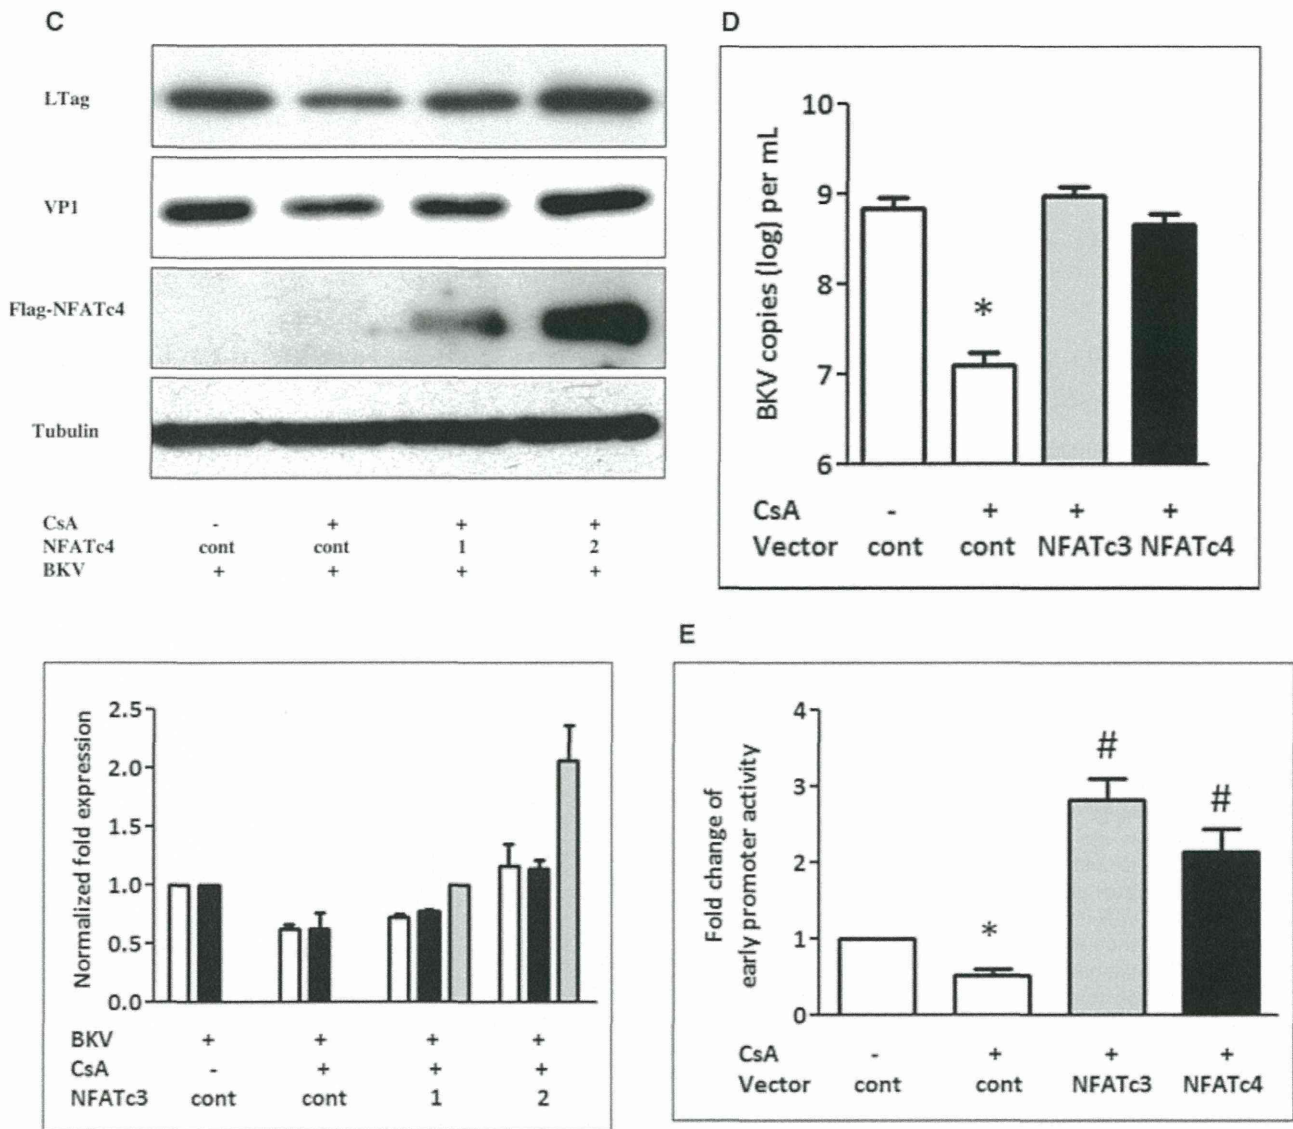 C
LTag
VP1
Flag-NFATc4
Tubulin
CsA - + + +
NFATc4 cont cont 1 2
BKV + + + +
D
BKV copies (log) per mL
10
9
8
7
6
*
CsA - + + +
Vector cont cont NFATc3 NFATc4
Normalized fold expression
2.5
2.0
1.5
1.0
0.5
0.0
BKV + + + +
CsA - + + +
NFATc3 cont cont 1 2
E
Fold change of
early promoter activity
4
3
2
1
0
*
#
#
CsA - + + +
Vector cont cont NFATc3 NFATc4